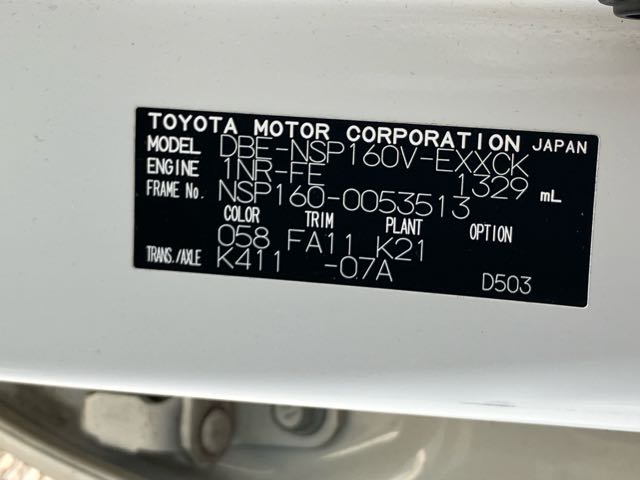 TOYOTA MOTOR CORPORATION JAPAN
MODEL DBE-NSP160V-EXXCK
ENGINE 1NR-FE 1329 mL
FRAME No. NSP160-0053513
COLOR TRIM PLANT OPTION
058 FA11 K21
TRANS./AXLE K411 -07A D503